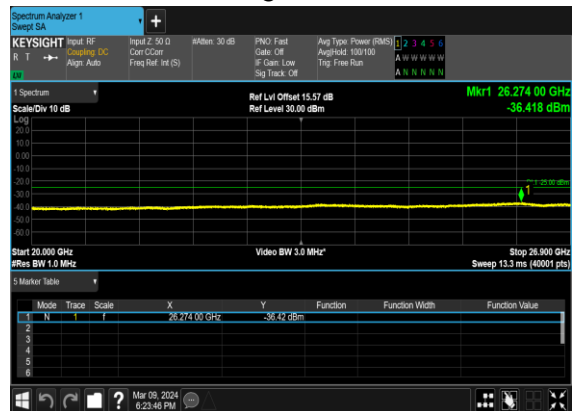 Spectrum Analyzer 1
Swept SA
+
KEYSIGHT Input: RF Input Z: 50 Ω #Atten: 30 dB PNO: Fast Avg Type: Power (RMS) 1 2 3 4 5 6
R T Coupling: DC Corr CCorr Gate: Off Avg|Hold: 100/100 A W W W W W
Align: Auto Freq Ref: Int (S) IF Gain: Low Trig: Free Run
LXI Sig Track: Off A N N N N N
1 Spectrum Ref Lvl Offset 15.57 dB Mkr1 26.274 00 GHz
Scale/Div 10 dB Ref Level 30.00 dBm -36.418 dBm
Log
20.0
10.0
0.00
-10.0
-20.0
-25.00 dBm
-30.0
1
-40.0
-50.0
-60.0
Start 20.000 GHz Video BW 3.0 MHz* Stop 26.900 GHz
#Res BW 1.0 MHz Sweep 13.3 ms (40001 pts)
5 Marker Table
Mode Trace Scale X Y Function Function Width Function Value
1 N 1 f 26.274 00 GHz -36.42 dBm
2
3
4
5
6
?
Mar 09, 2024
6:23:46 PM